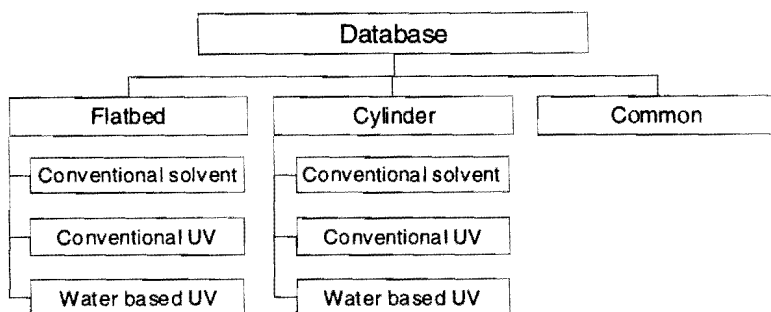 Database
Flatbed
Cylinder
Common
Conventional solvent
Conventional solvent
Conventional UV
Conventional UV
Water based UV
Water based UV